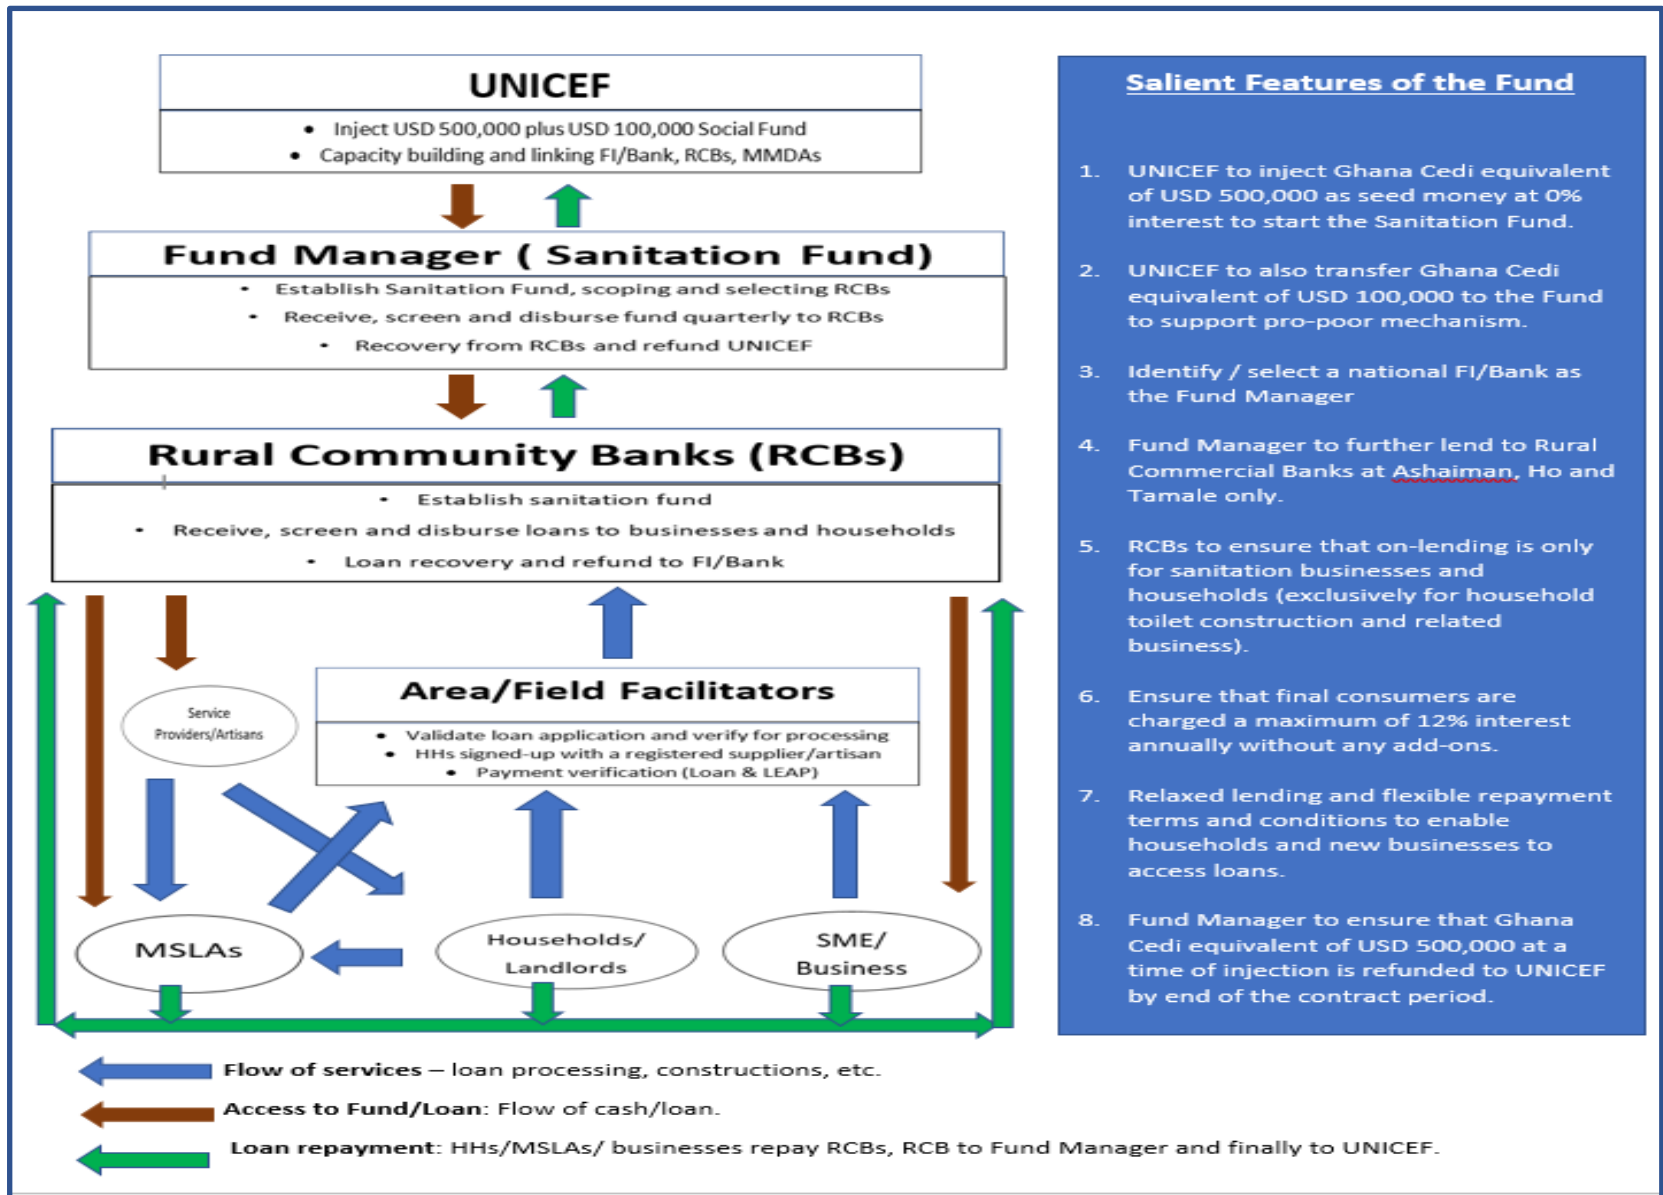 UNICEF
• Inject USD 500,000 plus USD 100,000 Social Fund
• Capacity building and linking FI/Bank, RCBs, MMDAs
Fund Manager ( Sanitation Fund)
• Establish Sanitation Fund, scoping and selecting RCBs
• Receive, screen and disburse fund quarterly to RCBs
• Recovery from RCBs and refund UNICEF
Rural Community Banks (RCBs)
• Establish sanitation fund
• Receive, screen and disburse loans to businesses and households
• Loan recovery and refund to FI/Bank
Service
Providers/Artisans
Area/Field Facilitators
• Validate loan application and verify for processing
• HHs signed-up with a registered supplier/artisan
• Payment verification (Loan & LEAP)
MSLAs
Households/
Landlords
SME/
Business
Flow of services – loan processing, constructions, etc.
Access to Fund/Loan: Flow of cash/loan.
Loan repayment: HHs/MSLAs/ businesses repay RCBs, RCB to Fund Manager and finally to UNICEF.
Salient Features of the Fund
1. UNICEF to inject Ghana Cedi equivalent
of USD 500,000 as seed money at 0%
interest to start the Sanitation Fund.
2. UNICEF to also transfer Ghana Cedi
equivalent of USD 100,000 to the Fund
to support pro-poor mechanism.
3. Identify / select a national FI/Bank as
the Fund Manager
4. Fund Manager to further lend to Rural
Commercial Banks at Ashaiman, Ho and
Tamale only.
5. RCBs to ensure that on-lending is only
for sanitation businesses and
households (exclusively for household
toilet construction and related
business).
6. Ensure that final consumers are
charged a maximum of 12% interest
annually without any add-ons.
7. Relaxed lending and flexible repayment
terms and conditions to enable
households and new businesses to
access loans.
8. Fund Manager to ensure that Ghana
Cedi equivalent of USD 500,000 at a
time of injection is refunded to UNICEF
by end of the contract period.